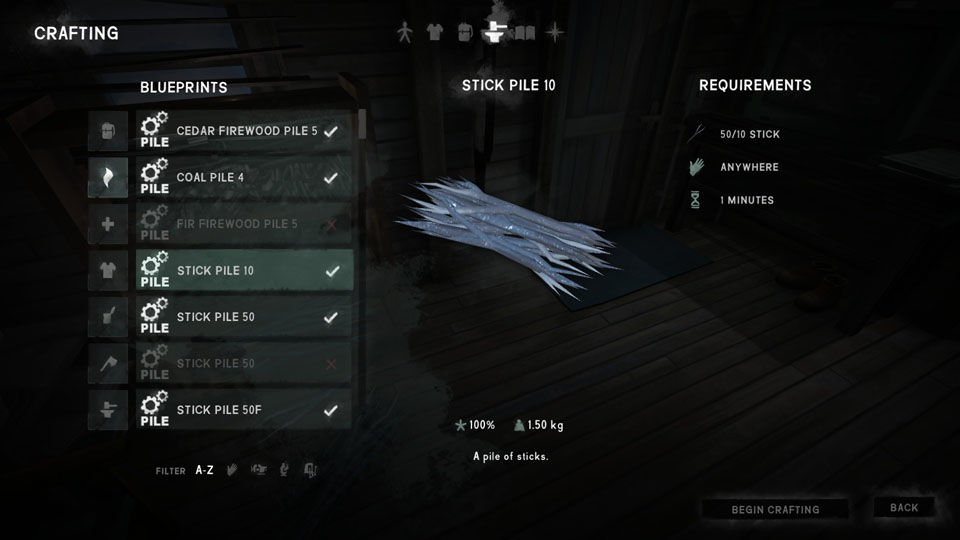 CRAFTING
BLUEPRINTS
PILE CEDAR FIREWOOD PILE 5
PILE COAL PILE 4
PILE FIR FIREWOOD PILE 5
PILE STICK PILE 10
PILE STICK PILE 50
PILE STICK PILE 50
PILE STICK PILE 50F
FILTER A-Z
STICK PILE 10
100% 1.50 kg
A pile of sticks.
REQUIREMENTS
50/10 STICK
ANYWHERE
1 MINUTES
BEGIN CRAFTING
BACK